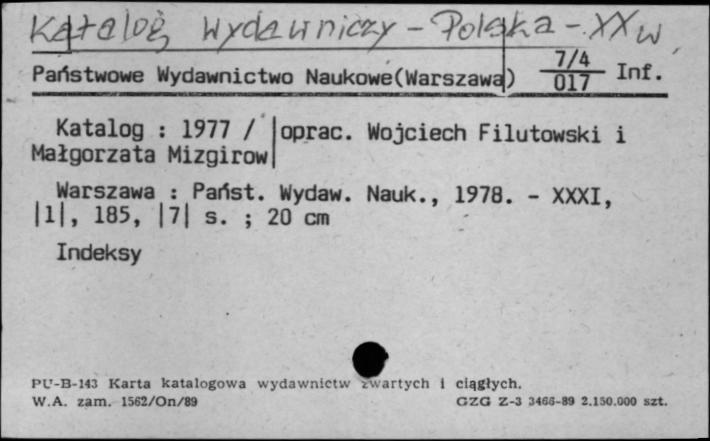 Katalog wydawniczy - Polska - XX w
Państwowe Wydawnictwo Naukowe(Warszawa) 7/4 Inf.
017
Katalog : 1977 / |oprac. Wojciech Filutowski i
Małgorzata Mizgirow|
Warszawa : Państ. Wydaw. Nauk., 1978. - XXXI,
|1|, 185, |7| s. ; 20 cm
Indeksy
PU-B-143 Karta katalogowa wydawnictw zwartych i ciągłych.
W.A. zam. 1562/On/89 GZG Z-3 3466-89 2.150.000 szt.